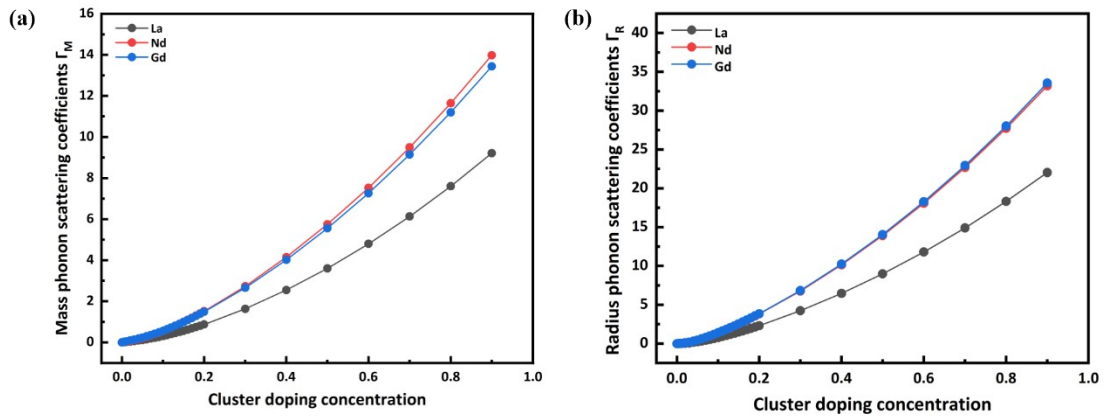 (a)
16
14
12
10
8
6
4
2
0
Mass phonon scattering coefficients Γ_M
La
Nd
Gd
0.0 0.2 0.4 0.6 0.8 1.0
Cluster doping concentration
(b)
40
35
30
25
20
15
10
5
0
Radius phonon scattering coefficients Γ_R
La
Nd
Gd
0.0 0.2 0.4 0.6 0.8 1.0
Cluster doping concentration